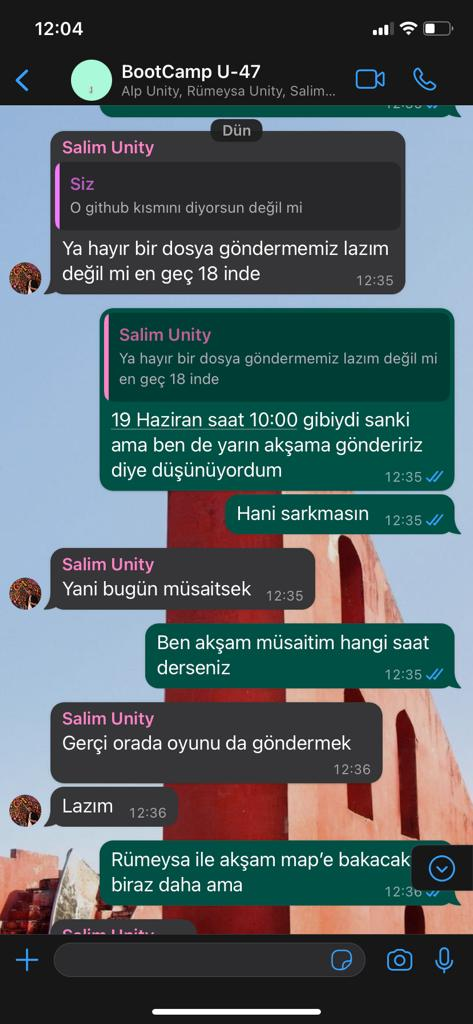 12:04
BootCamp U-47
Alp Unity, Rümeysa Unity, Salim...
Dün
Salim Unity
Siz
O github kısmını diyorsun değil mi
Ya hayır bir dosya göndermemiz lazım
değil mi en geç 18 inde
12:35
Salim Unity
Ya hayır bir dosya göndermemiz lazım değil mi
en geç 18 inde
19 Haziran saat 10:00 gibiydi sanki
ama ben de yarın akşama göndeririz
diye düşünüyordum
12:35
Hani sarkmasın 12:35
Salim Unity
Yani bugün müsaitsek 12:35
Ben akşam müsaitim hangi saat
derseniz
12:35
Salim Unity
Gerçi orada oyunu da göndermek
12:36
Lazım 12:36
Rümeysa ile akşam map'e bakacak
biraz daha ama
12:36
Salim Unity